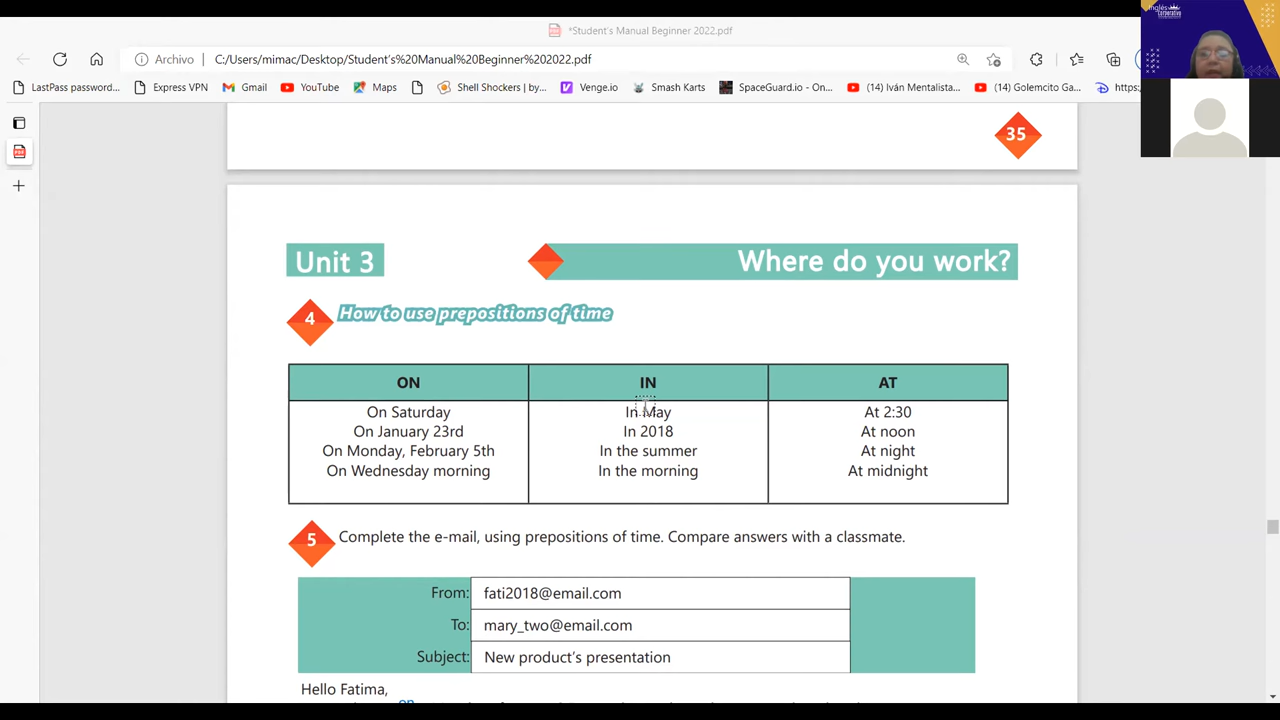 *Student's Manual Beginner 2022.pdf
Archivo C:/Users/mimac/Desktop/Student's%20Manual%20Beginner%202022.pdf
LastPass password... Express VPN Gmail YouTube Maps Shell Shockers | by... Venge.io Smash Karts SpaceGuard.io - On... (14) Iván Mentalista... (14) Golemcito Ga... https:
Inglés
Corporativo
35
Unit 3
Where do you work?
4 How to use prepositions of time
ON IN AT
On Saturday In May At 2:30
On January 23rd In 2018 At noon
On Monday, February 5th In the summer At night
On Wednesday morning In the morning At midnight
5 Complete the e-mail, using prepositions of time. Compare answers with a classmate.
From: fati2018@email.com
To: mary_two@email.com
Subject: New product's presentation
Hello Fatima,
on